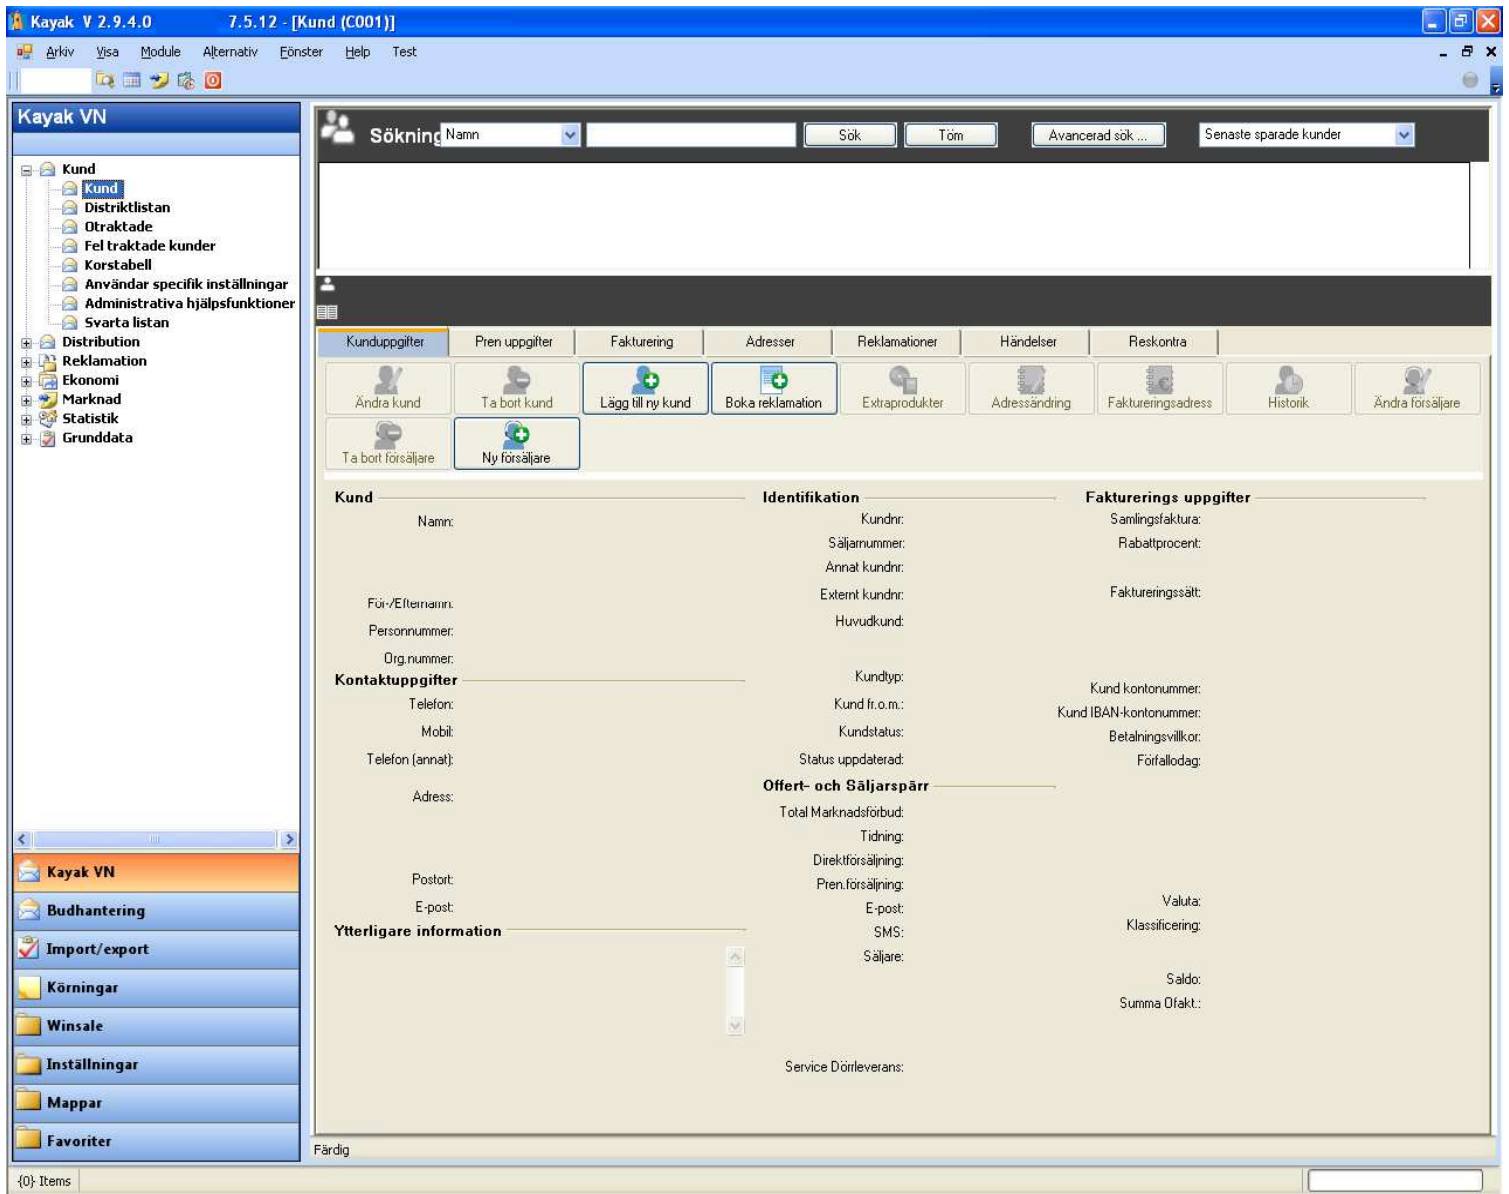 Kayak V 2.9.4.0 7.5.12 - [Kund (C001)]
Arkiv Visa Module Alternativ Fönster Help Test
Kayak VN
Kund
Kund
Distriktlistan
Otraktade
Fel traktade kunder
Korstabell
Användar specifik inställningar
Administrativa hjälpsfunktioner
Svarta listan
Distribution
Reklamation
Ekonomi
Marknad
Statistik
Grunddata
Kayak VN
Budhantering
Import/export
Körningar
Winsale
Inställningar
Mappar
Favoriter
Sökning Namn Sök Töm Avancerad sök ... Senaste sparade kunder
Kunduppgifter Pren uppgifter Fakturering Adresser Reklamationer Händelser Reskontra
Ändra kund Ta bort kund Lägg till ny kund Boka reklamation Extraprodukter Adressändring Faktureringsadress Historik Ändra försäljare
Ta bort försäljare Ny försäljare
Kund
Namn:
För-/Efternamn:
Personnummer:
Org.nummer:
Kontaktuppgifter
Telefon:
Mobil:
Telefon (annat):
Adress:
Postort:
E-post:
Ytterligare information
Identifikation
Kundnr:
Säljarnummer:
Annat kundnr:
Externt kundnr:
Huvudkund:
Kundtyp:
Kund fr.o.m.:
Kundstatus:
Status uppdaterad:
Offert- och Säljarspärr
Total Marknadsförbud:
Tidning:
Direktförsäljning:
Pren.försäljning:
E-post:
SMS:
Säljare:
Service Dörrleverans:
Fakturerings uppgifter
Samlingsfaktura:
Rabattprocent:
Faktureringssätt:
Kund kontonummer:
Kund IBAN-kontonummer:
Betalningsvillkor:
Förfallodag:
Valuta:
Klassificering:
Saldo:
Summa Ofakt.:
Färdig
{0} Items